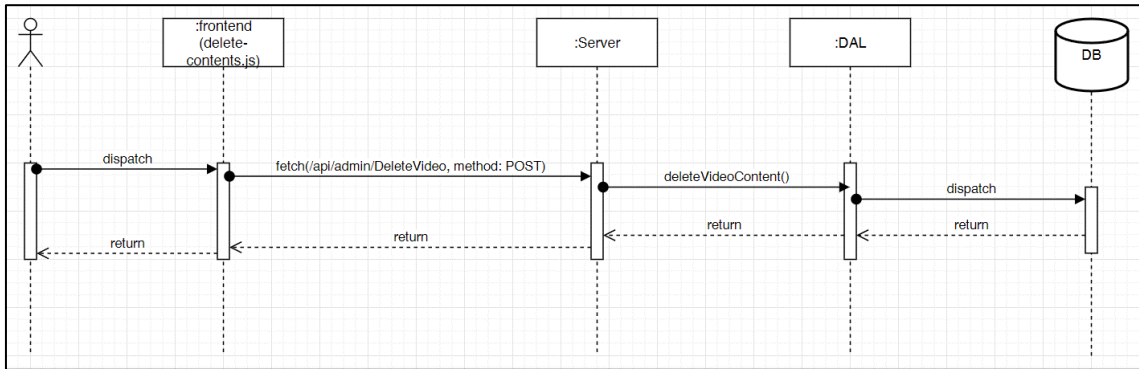 :frontend
(delete-
contents.js)
:Server
:DAL
DB
dispatch
fetch(/api/admin/DeleteVideo, method: POST)
deleteVideoContent()
dispatch
return
return
return
return